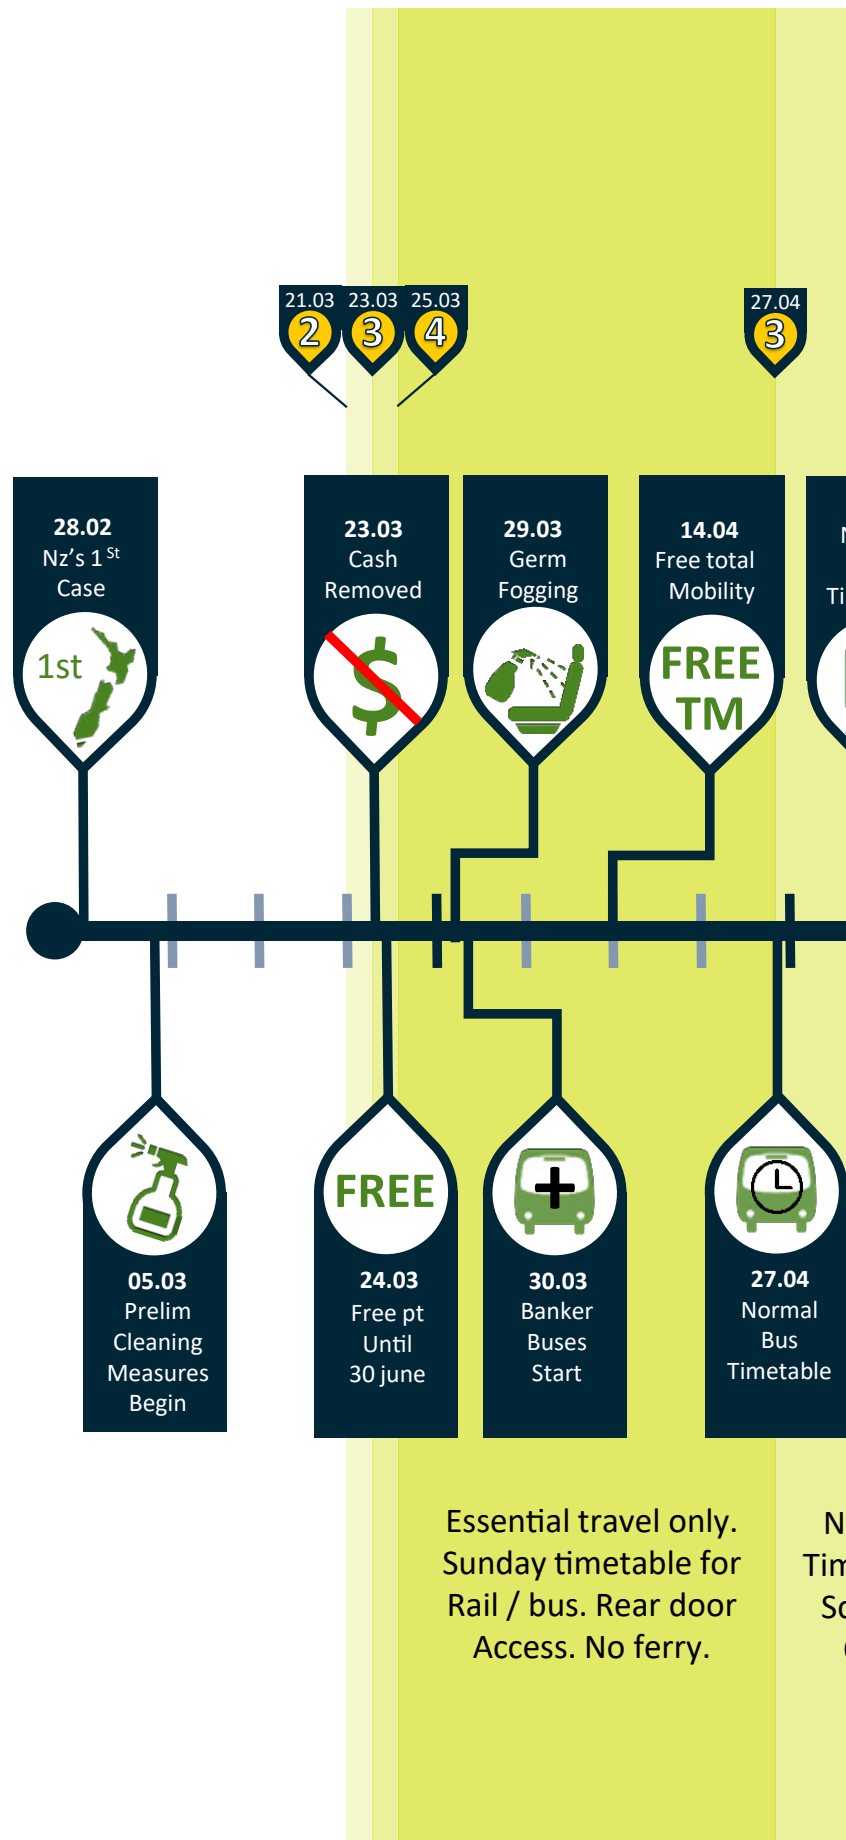 21.03
2
23.03
3
25.03
4
27.04
3
28.02
Nz's 1 St
Case
1st
23.03
Cash
Removed
$
29.03
Germ
Fogging
14.04
Free total
Mobility
FREE
TM
FREE
05.03
Prelim
Cleaning
Measures
Begin
24.03
Free pt
Until
30 june
30.03
Banker
Buses
Start
27.04
Normal
Bus
Timetable
Essential travel only.
Sunday timetable for
Rail / bus. Rear door
Access. No ferry.